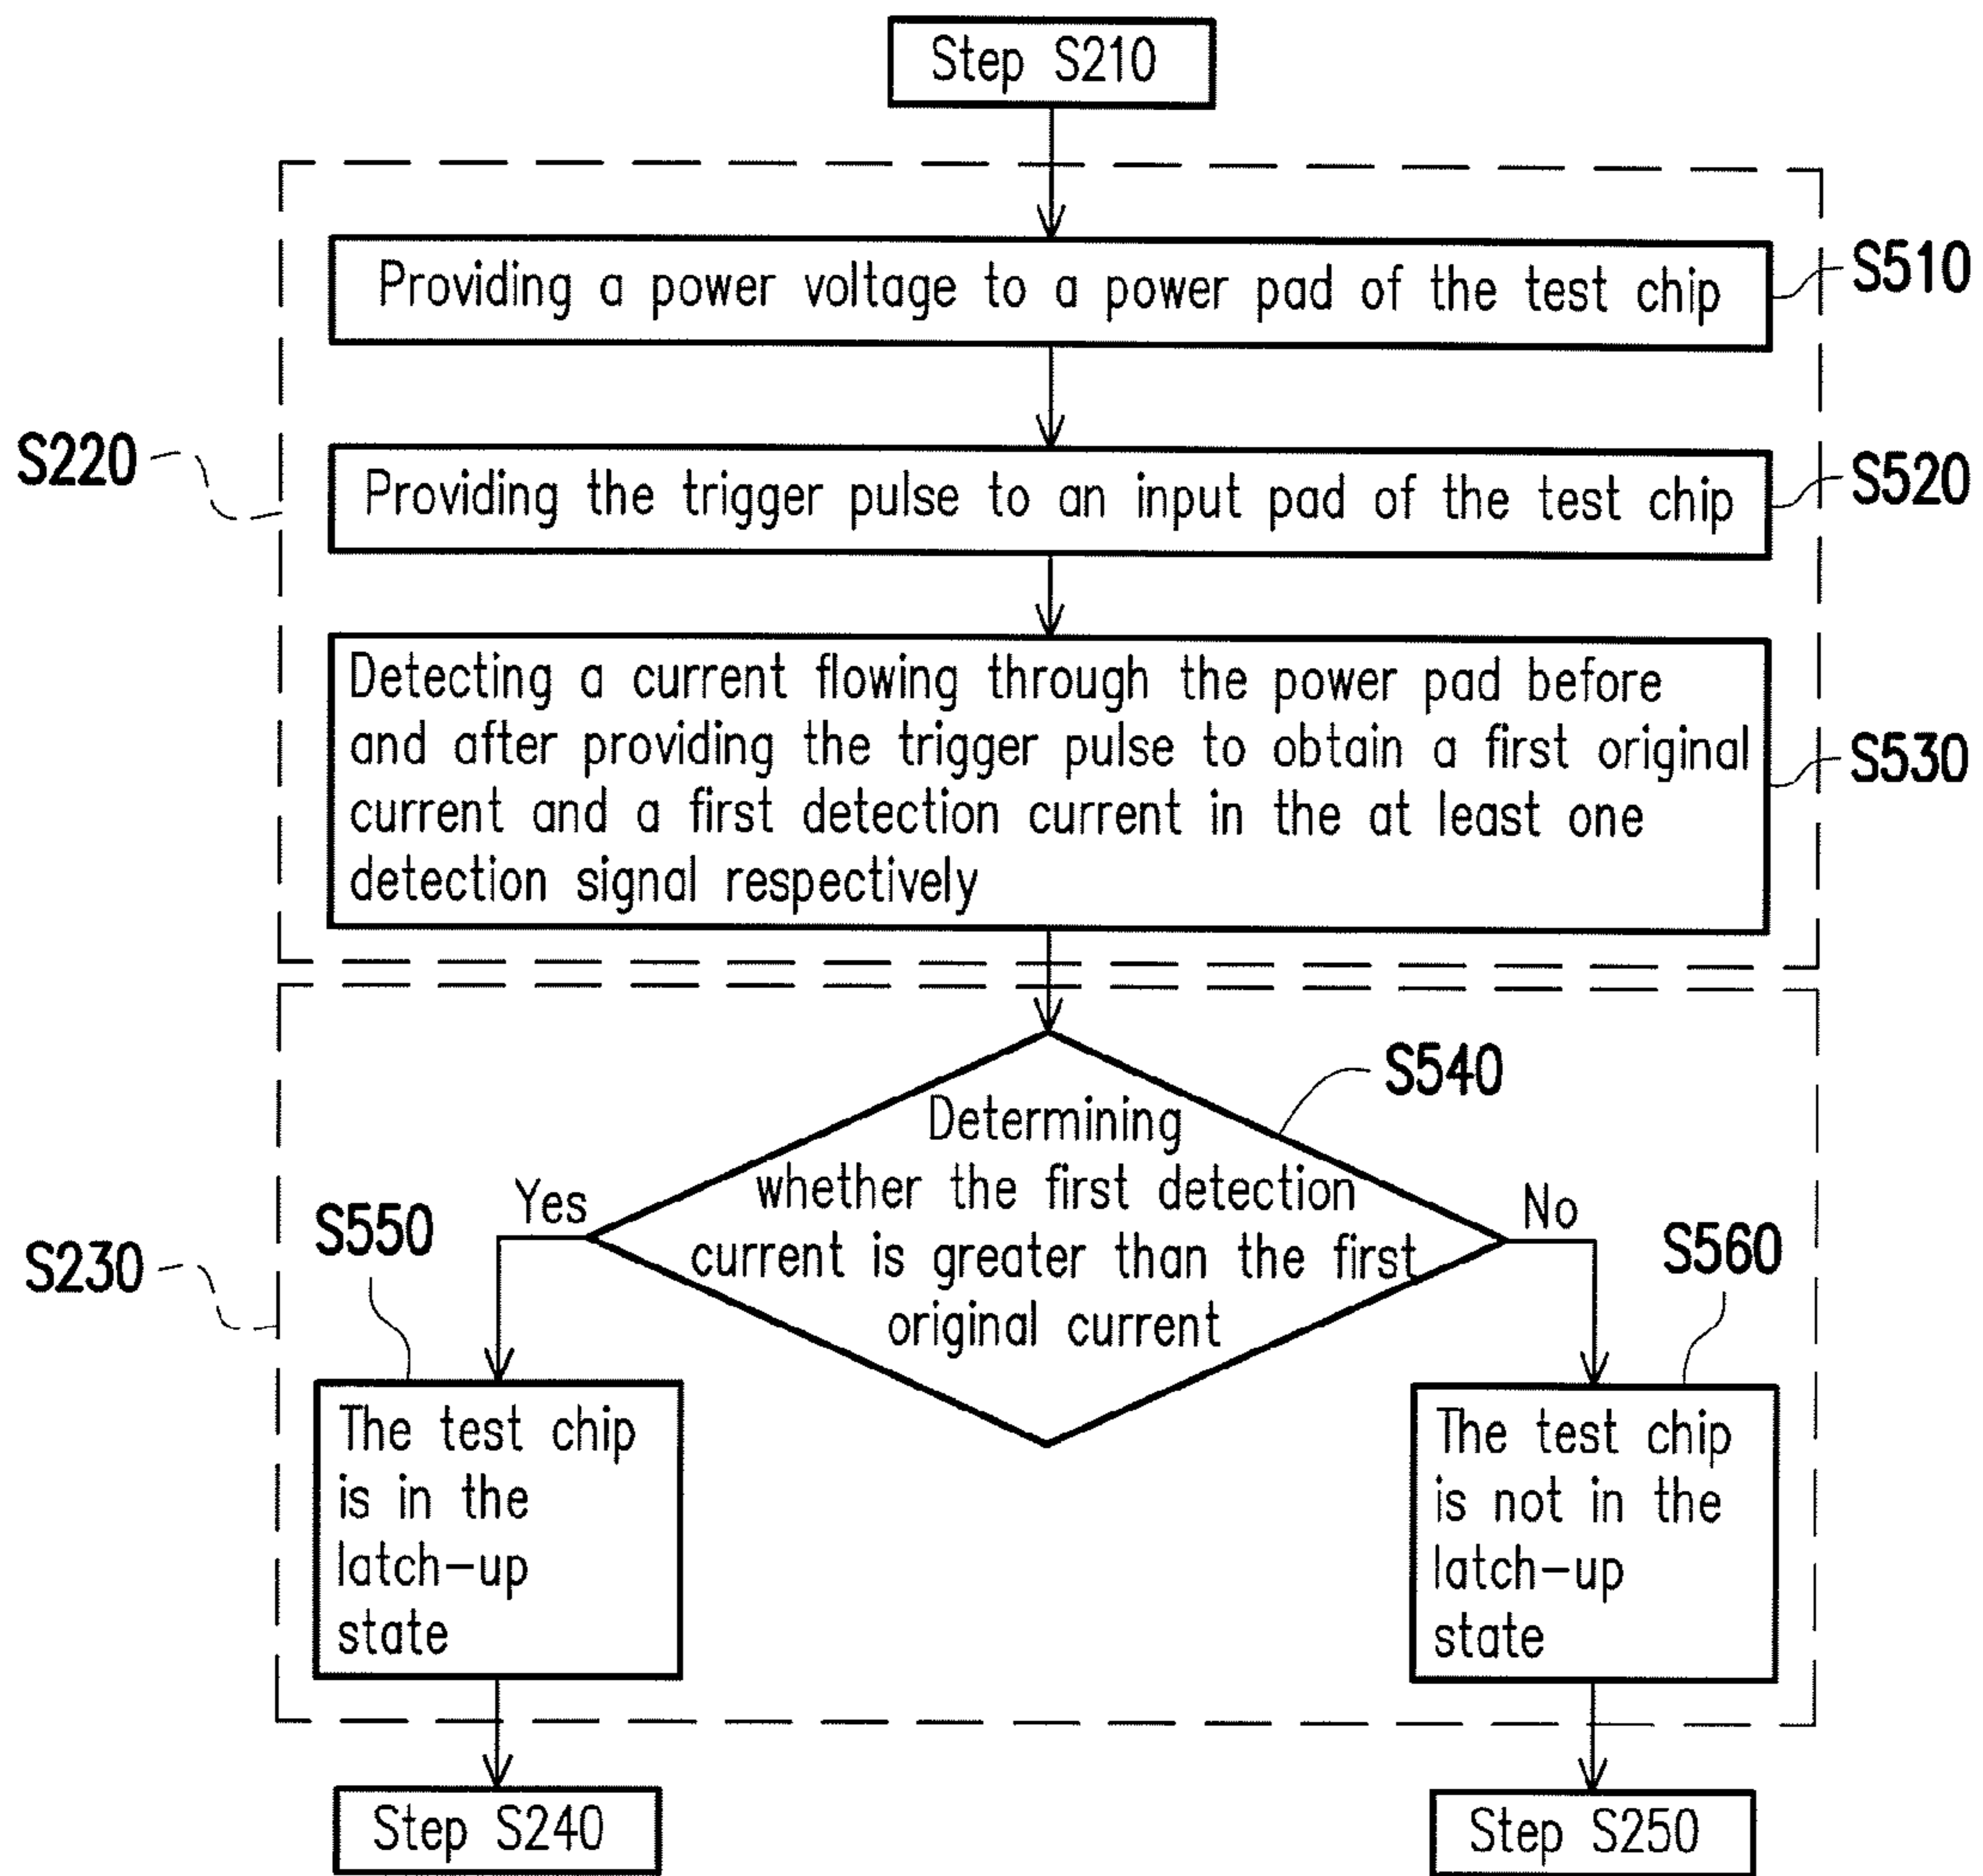 Step S210
Providing a power voltage to a power pad of the test chip
S510
S220
Providing the trigger pulse to an input pad of the test chip
S520
Detecting a current flowing through the power pad before
and after providing the trigger pulse to obtain a first original
current and a first detection current in the at least one
detection signal respectively
S530
S540
Determining
whether the first detection
current is greater than the first
original current
Yes
No
S550
S230
S560
The test chip
is in the
latch-up
state
The test chip
is not in the
latch-up
state
Step S240
Step S250